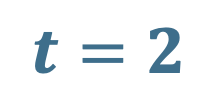 t = 2